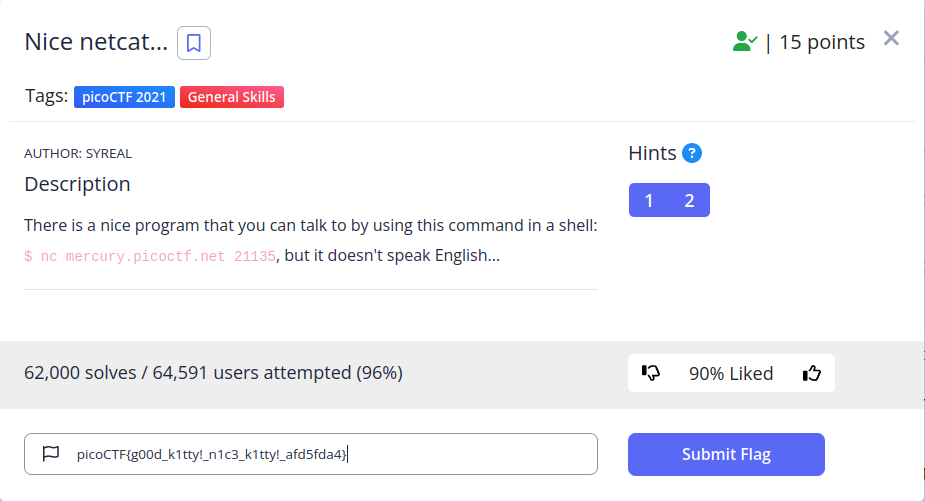 Nice netcat...
| 15 points
Tags: picoCTF 2021 General Skills
AUTHOR: SYREAL
Hints ?
Description
1 2
There is a nice program that you can talk to by using this command in a shell:
$ nc mercury.picoctf.net 21135, but it doesn't speak English...
62,000 solves / 64,591 users attempted (96%)
90% Liked
picoCTF{g00d_k1tty!_n1c3_k1tty!_afd5fda4}
Submit Flag